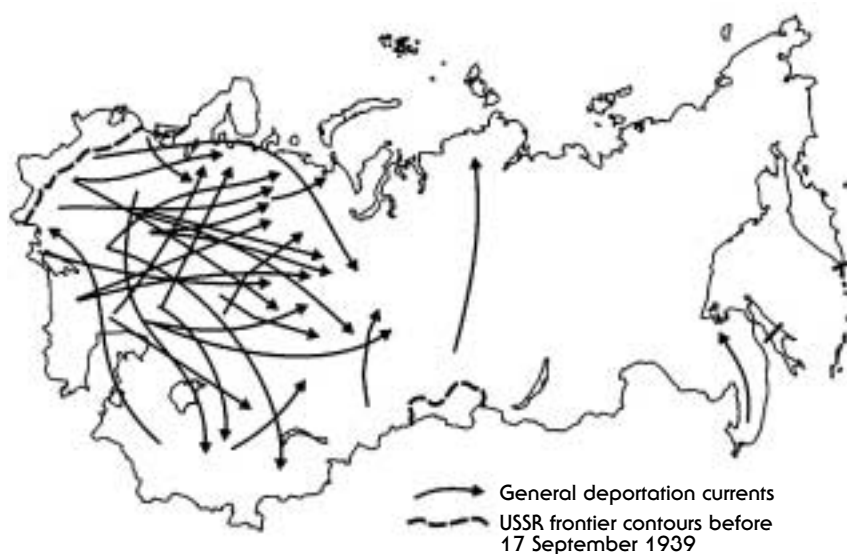 General deportation currents
USSR frontier contours before
17 September 1939